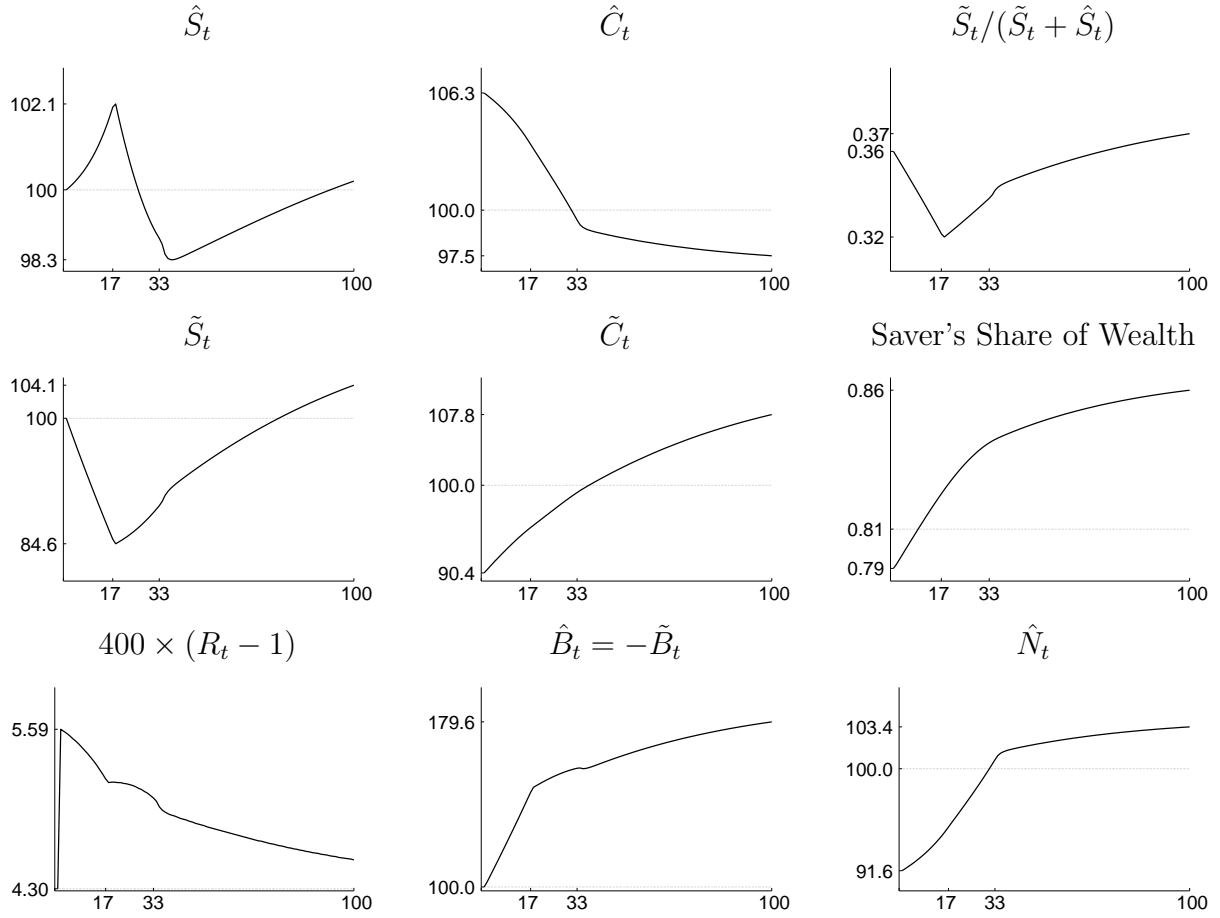 Ŝ_t Ĉ_t S̃_t/(S̃_t + Ŝ_t)
102.1
100
98.3
17 33 100
106.3
100.0
97.5
17 33 100
0.37
0.36
0.32
17 33 100
S̃_t C̃_t Saver's Share of Wealth
104.1
100
84.6
17 33 100
107.8
100.0
90.4
17 33 100
0.86
0.81
0.79
17 33 100
400 × (R_t − 1) B̂_t = −B̃_t N̂_t
5.59
4.30
17 33 100
179.6
100.0
17 33 100
103.4
100.0
91.6
17 33 100